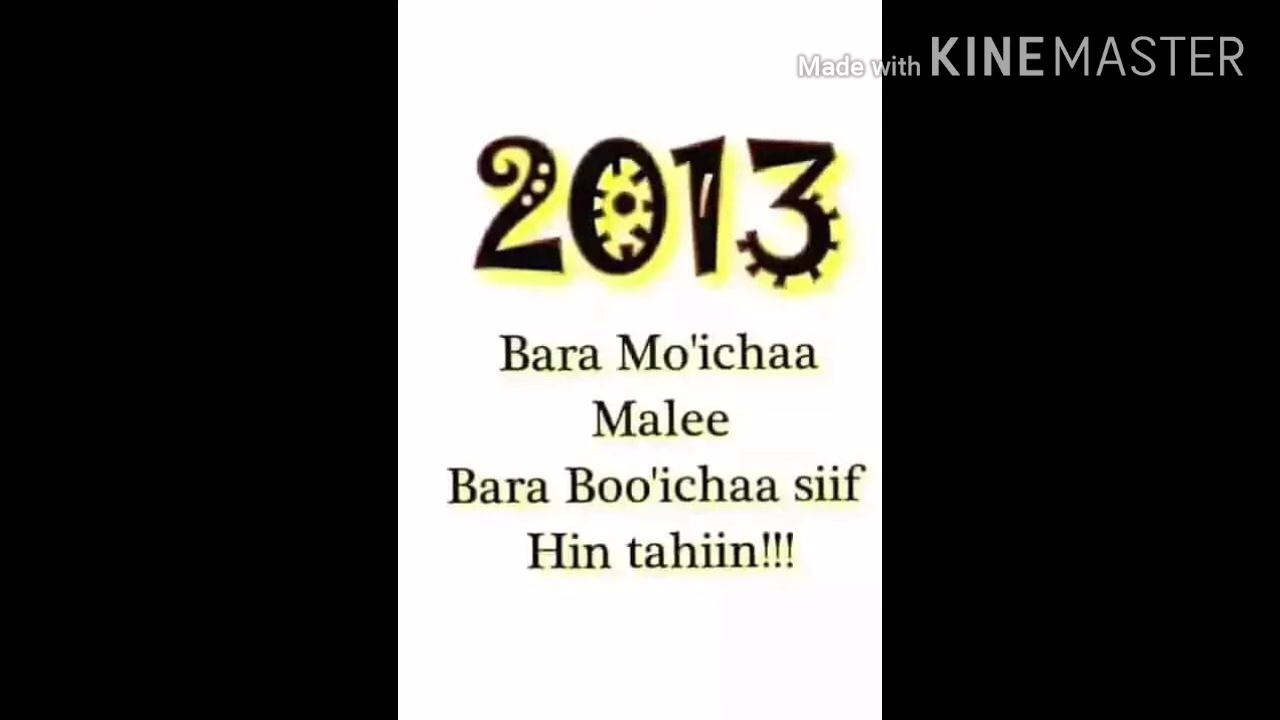 Made with KINEMASTER
2013
Bara Mo'ichaa
Malee
Bara Boo'ichaa siif
Hin tahiin!!!